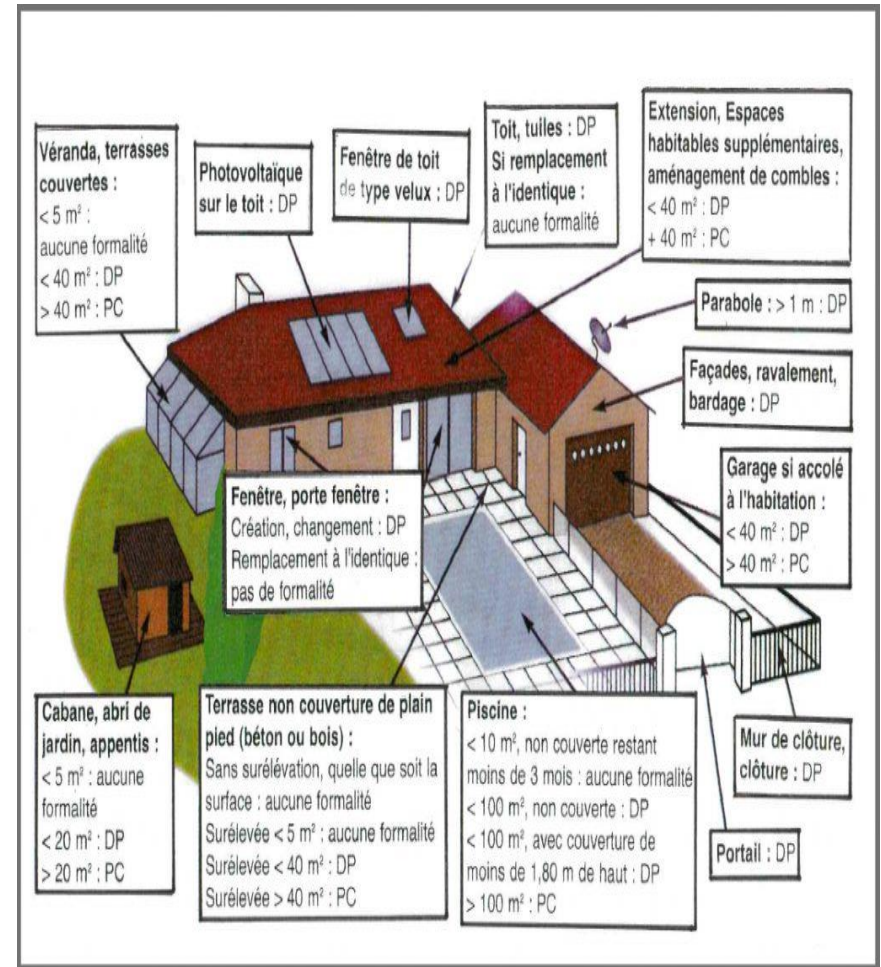 Véranda, terrasses
couvertes :
< 5 m² :
aucune formalité
< 40 m² : DP
> 40 m² : PC
Photovoltaïque
sur le toit : DP
Fenêtre de toit
de type velux : DP
Toit, tuiles : DP
Si remplacement
à l'identique :
aucune formalité
Extension, Espaces
habitables supplémentaires,
aménagement de combles :
< 40 m² : DP
+ 40 m² : PC
Parabole : > 1 m : DP
Façades, ravalement,
bardage : DP
Garage si accolé
à l'habitation :
< 40 m² : DP
> 40 m² : PC
Fenêtre, porte fenêtre :
Création, changement : DP
Remplacement à l'identique :
pas de formalité
Cabane, abri de
jardin, appentis :
< 5 m² : aucune
formalité
< 20 m² : DP
> 20 m² : PC
Terrasse non couverture de plain
pied (béton ou bois) :
Sans surélévation, quelle que soit la
surface : aucune formalité
Surélevée < 5 m² : aucune formalité
Surélevée < 40 m² : DP
Surélevée > 40 m² : PC
Piscine :
< 10 m², non couverte restant
moins de 3 mois : aucune formalité
< 100 m², non couverte : DP
< 100 m², avec couverture de
moins de 1,80 m de haut : DP
> 100 m² : PC
Mur de clôture,
clôture : DP
Portail : DP